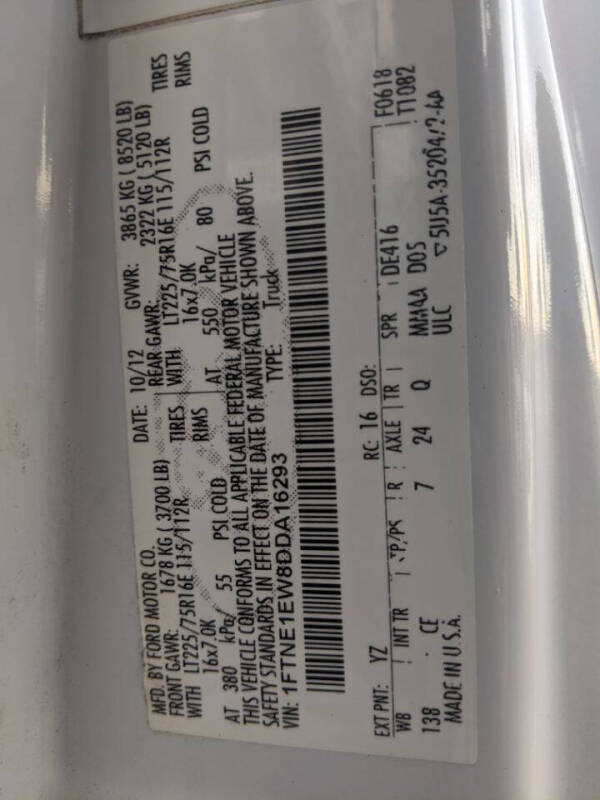 MFD. BY FORD MOTOR CO. DATE: 10/12 GVWR: 3865 KG ( 8520 LB)
FRONT GAWR: 1678 KG ( 3700 LB) REAR GAWR: 2322 KG ( 5120 LB)
WITH LT225/75R16E 115/112R TIRES WITH LT225/75R16E 115/112R TIRES
16x7.0K RIMS 16x7.0K RIMS
AT 380 kPa/ 55 PSI COLD AT 550 kPa/ 80 PSI COLD
THIS VEHICLE CONFORMS TO ALL APPLICABLE FEDERAL MOTOR VEHICLE
SAFETY STANDARDS IN EFFECT ON THE DATE OF MANUFACTURE SHOWN ABOVE.
VIN: 1FTNE1EW8DDA16293 TYPE: Truck
EXT PNT: YZ RC: 16 DSO: F0618
WB INT TR TP/PS R AXLE TR SPR DE416 T1082
138 CE 7 24 Q DOS
MADE IN U.S.A. ULC